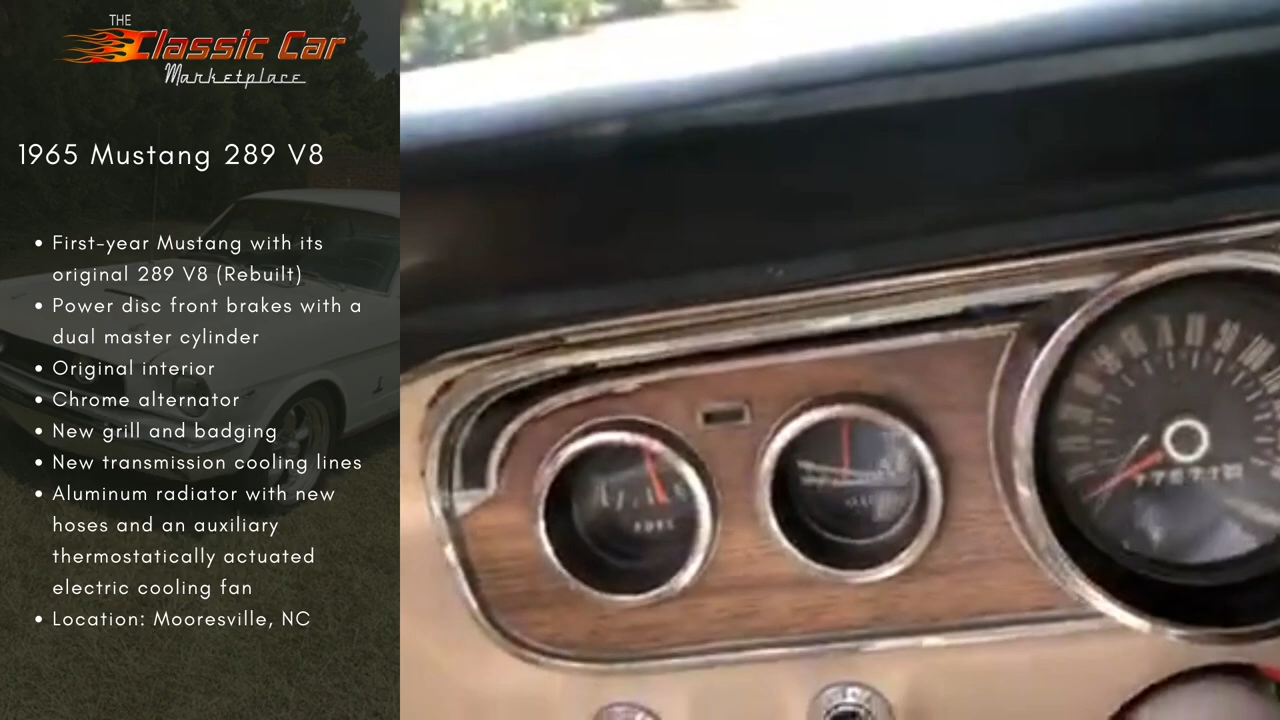 THE
Classic Car
Marketplace
1965 Mustang 289 V8
• First-year Mustang with its
original 289 V8 (Rebuilt)
• Power disc front brakes with a
dual master cylinder
• Original interior
• Chrome alternator
• New grill and badging
• New transmission cooling lines
• Aluminum radiator with new
hoses and an auxiliary
thermostatically actuated
electric cooling fan
• Location: Mooresville, NC
FUEL